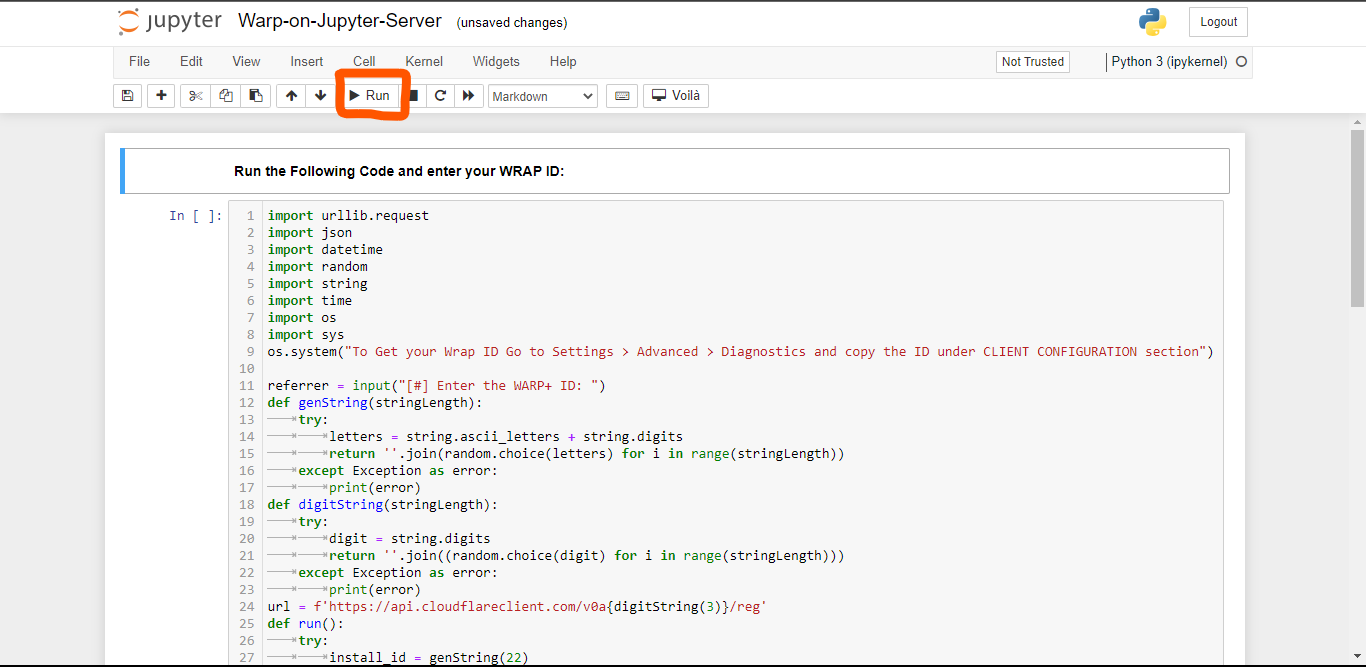 jupyter Warp-on-Jupyter-Server (unsaved changes) Logout
File Edit View Insert Cell Kernel Widgets Help Not Trusted Python 3 (ipykernel)
Run Markdown Voilà
Run the Following Code and enter your WRAP ID:
In [ ]:
1 import urllib.request
2 import json
3 import datetime
4 import random
5 import string
6 import time
7 import os
8 import sys
9 os.system("To Get your Wrap ID Go to Settings > Advanced > Diagnostics and copy the ID under CLIENT CONFIGURATION section")
10
11 referrer = input("[#] Enter the WARP+ ID: ")
12 def genString(stringLength):
13 try:
14 letters = string.ascii_letters + string.digits
15 return ''.join(random.choice(letters) for i in range(stringLength))
16 except Exception as error:
17 print(error)
18 def digitString(stringLength):
19 try:
20 digit = string.digits
21 return ''.join((random.choice(digit) for i in range(stringLength)))
22 except Exception as error:
23 print(error)
24 url = f'https://api.cloudflareclient.com/v0a{digitString(3)}/reg'
25 def run():
26 try:
27 install_id = genString(22)